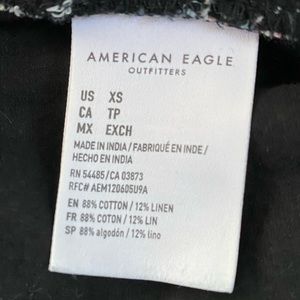 AMERICAN EAGLE
OUTFITTERS
US XS
CA TP
MX EXCH
MADE IN INDIA / FABRIQUÉ EN INDE /
HECHO EN INDIA
RN 54485/CA 03873
RFC# AEM120605U9A
EN 88% COTTON / 12% LINEN
FR 88% COTTON / 12% LIN
SP 88% algodón / 12% lino